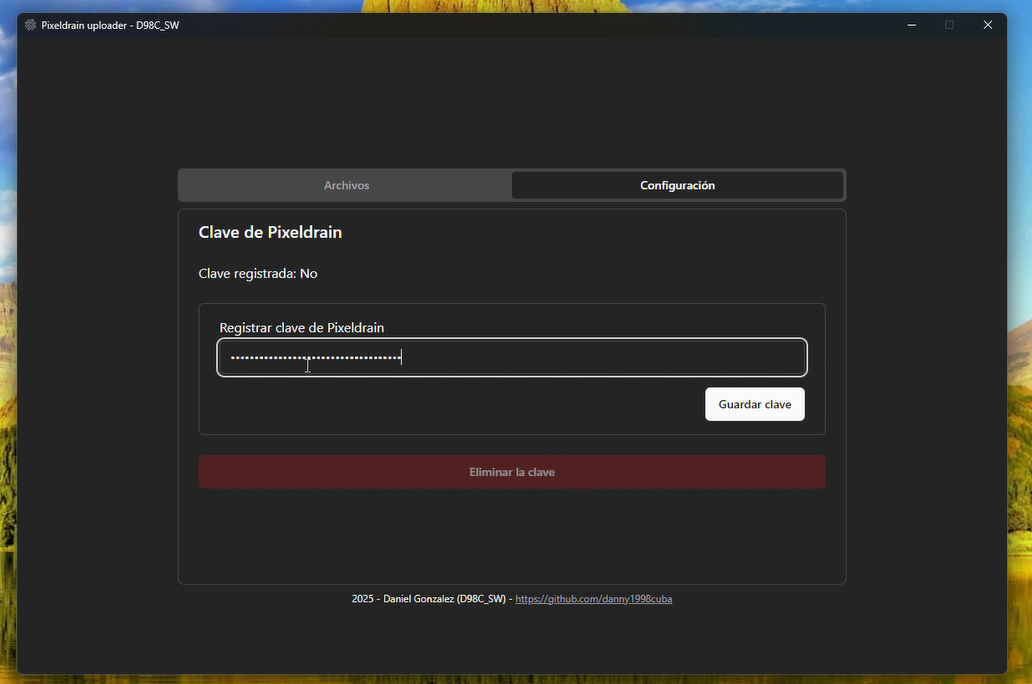 Pixeldrain uploader - D98C_SW
Archivos
Configuración
Clave de Pixeldrain
Clave registrada: No
Registrar clave de Pixeldrain
Guardar clave
Eliminar la clave
2025 - Daniel Gonzalez (D98C_SW) - https://github.com/danny1998cuba